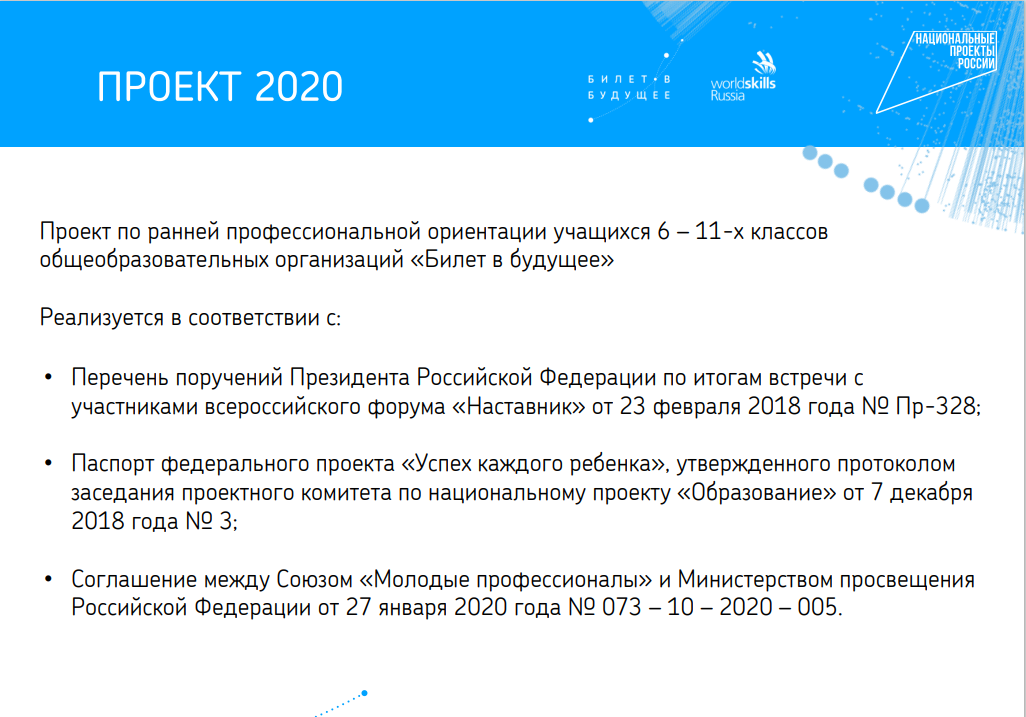 ПРОЕКТ 2020
БИЛЕТ В
БУДУЩЕЕ
worldskills
Russia
НАЦИОНАЛЬНЫЕ
ПРОЕКТЫ
РОССИИ
Проект по ранней профессиональной ориентации учащихся 6 – 11-х классов
общеобразовательных организаций «Билет в будущее»
Реализуется в соответствии с:
• Перечень поручений Президента Российской Федерации по итогам встречи с
участниками всероссийского форума «Наставник» от 23 февраля 2018 года № Пр-328;
• Паспорт федерального проекта «Успех каждого ребенка», утвержденного протоколом
заседания проектного комитета по национальному проекту «Образование» от 7 декабря
2018 года № 3;
• Соглашение между Союзом «Молодые профессионалы» и Министерством просвещения
Российской Федерации от 27 января 2020 года № 073 – 10 – 2020 – 005.